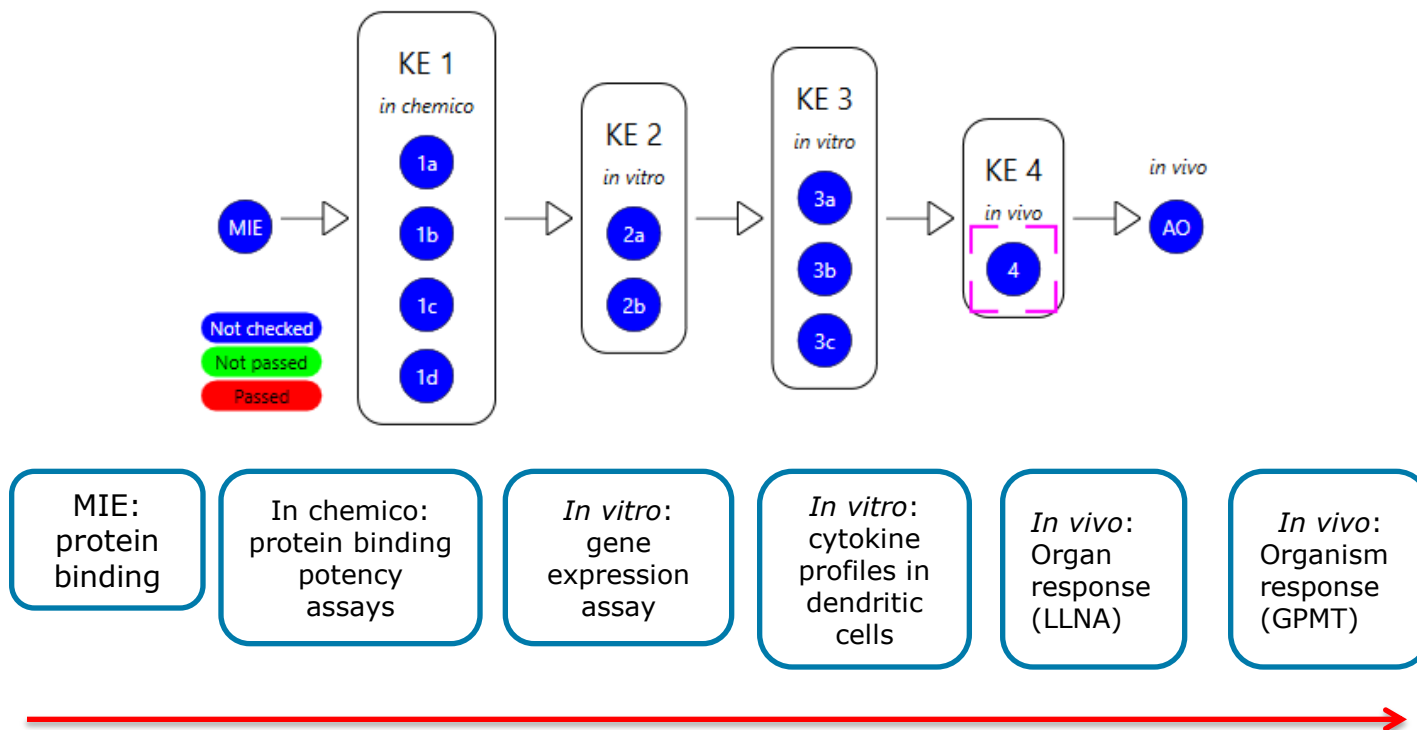 KE 1
in chemico
1a
1b
1c
1d
KE 2
in vitro
2a
2b
KE 3
in vitro
3a
3b
3c
KE 4
in vivo
4
in vivo
AO
MIE
Not checked
Not passed
Passed
MIE:
protein
binding
In chemico:
protein binding
potency
assays
In vitro:
gene
expression
assay
In vitro:
cytokine
profiles in
dendritic
cells
In vivo:
Organ
response
(LLNA)
In vivo:
Organism
response
(GPMT)